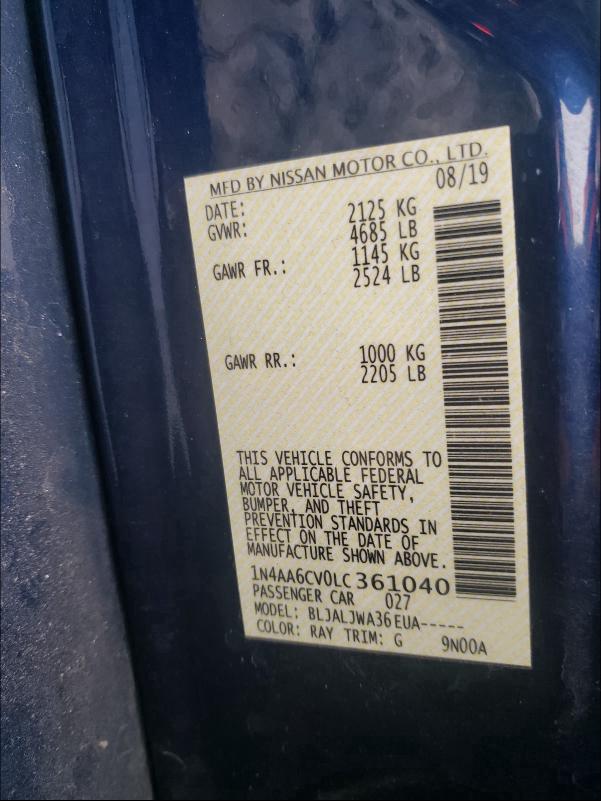 MFD BY NISSAN MOTOR CO., LTD.
DATE: 08/19
GVWR: 2125 KG
4685 LB
GAWR FR.: 1145 KG
2524 LB
GAWR RR.: 1000 KG
2205 LB
THIS VEHICLE CONFORMS TO
ALL APPLICABLE FEDERAL
MOTOR VEHICLE SAFETY,
BUMPER, AND THEFT
PREVENTION STANDARDS IN
EFFECT ON THE DATE OF
MANUFACTURE SHOWN ABOVE.
1N4AA6CV0LC361040
PASSENGER CAR 027
MODEL: BLJALJWA36EUA-----
COLOR: RAY TRIM: G 9N00A